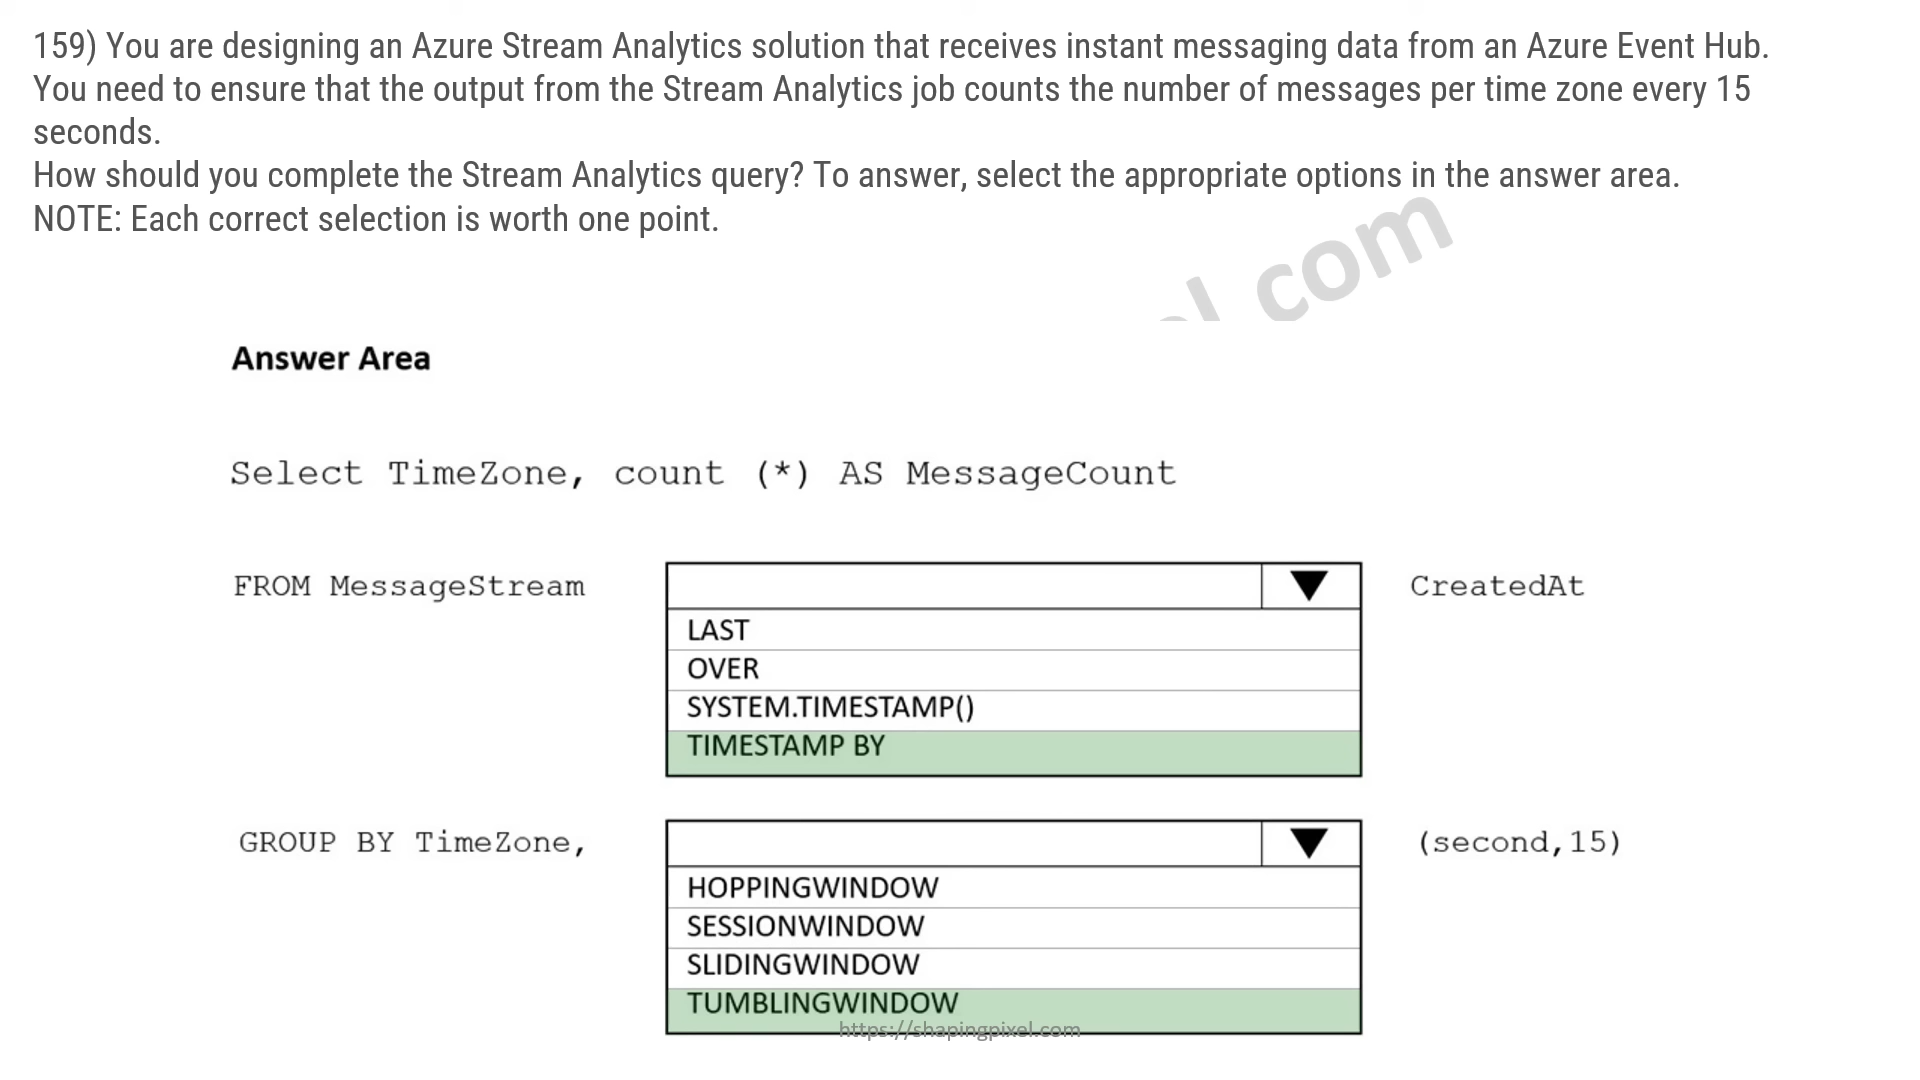 159) You are designing an Azure Stream Analytics solution that receives instant messaging data from an Azure Event Hub.
You need to ensure that the output from the Stream Analytics job counts the number of messages per time zone every 15
seconds.
How should you complete the Stream Analytics query? To answer, select the appropriate options in the answer area.
NOTE: Each correct selection is worth one point.
.com
Answer Area
Select TimeZone, count (*) AS MessageCount
FROM MessageStream CreatedAt
LAST
OVER
SYSTEM.TIMESTAMP()
TIMESTAMP BY
GROUP BY TimeZone, (second,15)
HOPPINGWINDOW
SESSIONWINDOW
SLIDINGWINDOW
TUMBLINGWINDOW
https://shapingpixel.com